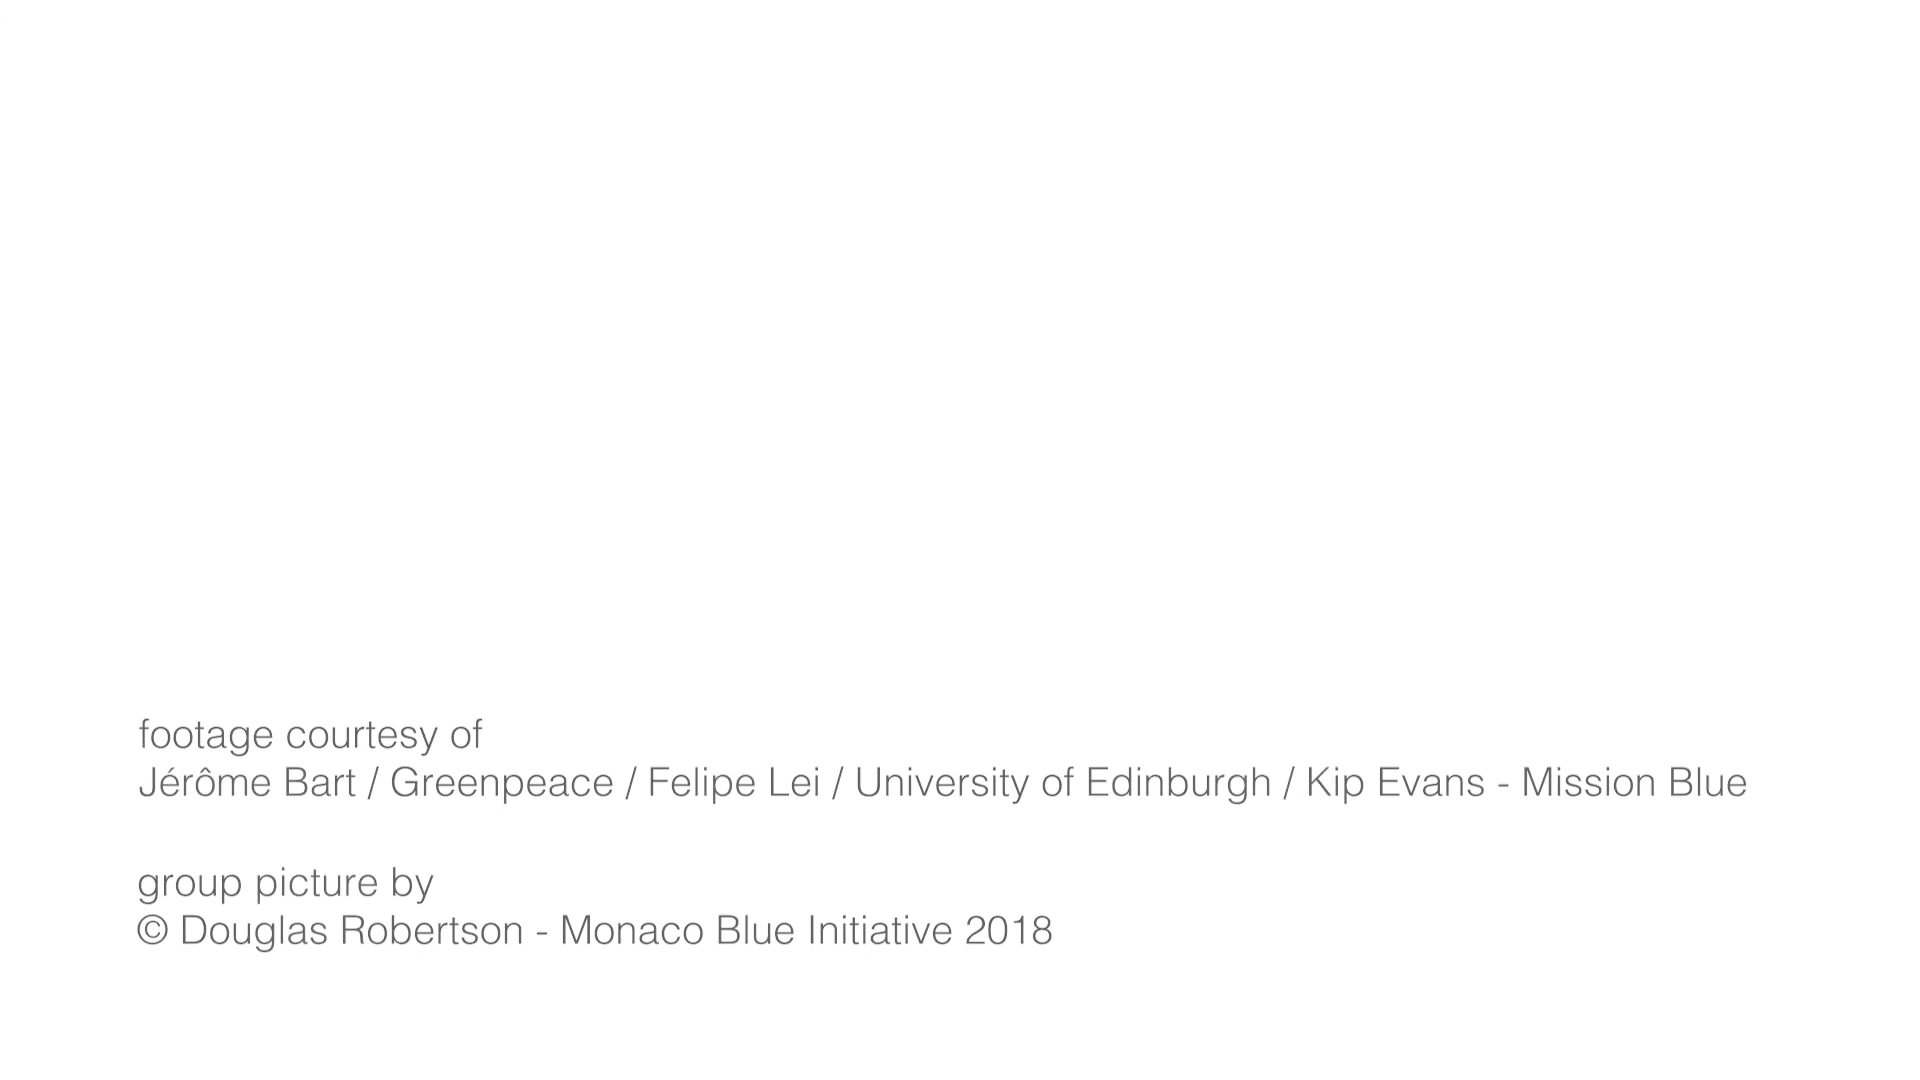 footage courtesy of
Jérôme Bart / Greenpeace / Felipe Lei / University of Edinburgh / Kip Evans - Mission Blue
group picture by
© Douglas Robertson - Monaco Blue Initiative 2018